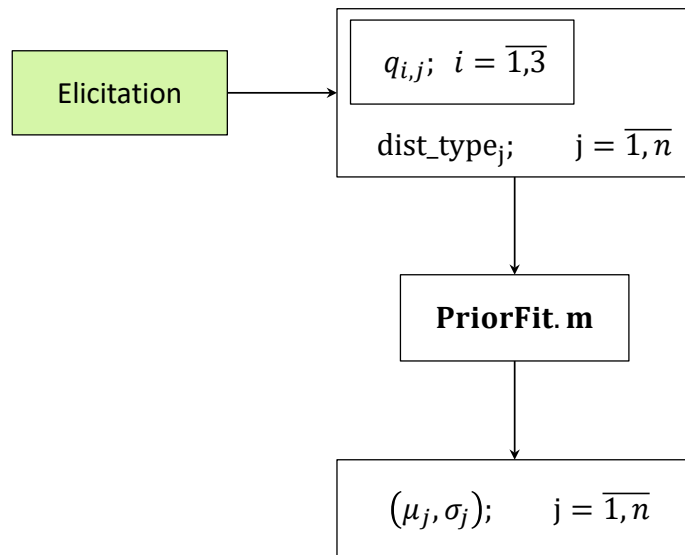 Elicitation
q_{i,j}; i = \overline{1,3}
dist_type_j; j = \overline{1,n}
PriorFit.m
(μ_j, σ_j); j = \overline{1,n}